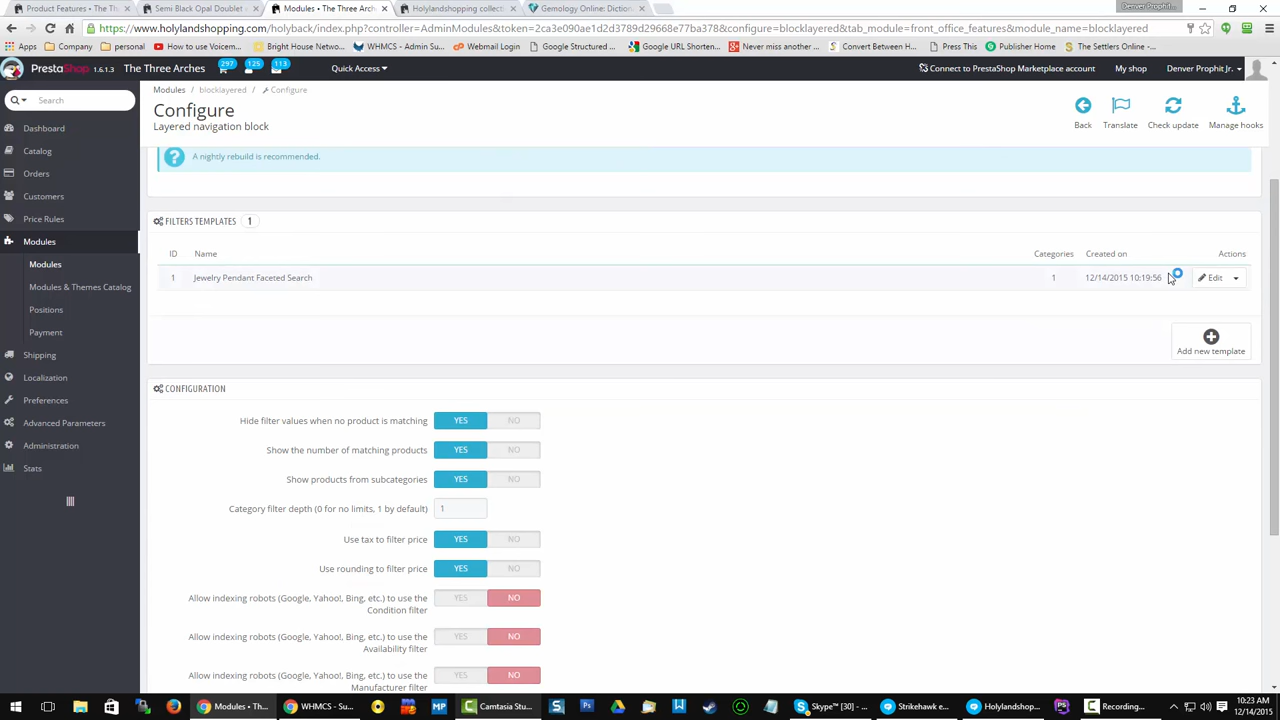 Product Features • The Th
Semi Black Opal Doublet w
Modules • The Three Arche
Holylandshopping collecti
Gemology Online: Dictiona
Denver Prophit Jr.
https://www.holylandshopping.com/holyback/index.php?controller=AdminModules&token=2ca3e090ae1d2d3789d29668e77ba378&configure=blocklayered&tab_module=front_office_features&module_name=blocklayered
Apps
Company
personal
How to use Voicem...
Bright House Netwo...
WHMCS - Su-ux
Webmail Login
Google Structured ...
Google URL Shorten...
Never miss another ...
Convert Between H...
Press This
Publisher Home
The Settlers Online -
Other bookmarks
PRESTASHOP 1.6.1.3
The Three Arches
297
125
113
Quick Access
Connect to PrestaShop Marketplace account
My shop
Denver Prophit Jr.
Search
Dashboard
Catalog
Orders
Customers
Price Rules
Modules
Modules
Modules & Themes Catalog
Positions
Payment
Shipping
Localization
Preferences
Advanced Parameters
Administration
Stats
Modules / blocklayered / Configure
Configure
Layered navigation block
Back
Translate
Check update
Manage hooks
A nightly rebuild is recommended.
FILTERS TEMPLATES 1
ID Name Categories Created on Actions
1 Jewelry Pendant Faceted Search 1 12/14/2015 10:19:56 Edit
Add new template
CONFIGURATION
Hide filter values when no product is matching YES NO
Show the number of matching products YES NO
Show products from subcategories YES NO
Category filter depth (0 for no limits, 1 by default) 1
Use tax to filter price YES NO
Use rounding to filter price YES NO
Allow indexing robots (Google, Yahoo!, Bing, etc.) to use the YES NO
Condition filter
Allow indexing robots (Google, Yahoo!, Bing, etc.) to use the YES NO
Availability filter
Allow indexing robots (Google, Yahoo!, Bing, etc.) to use the YES NO
Manufacturer filter
Modules • Th...
WHMCS - Su...
Camtasia Stu...
Skype™ [30] - ...
Strikehawk e...
Holylandshop...
Recording...
10:23 AM
12/14/2015